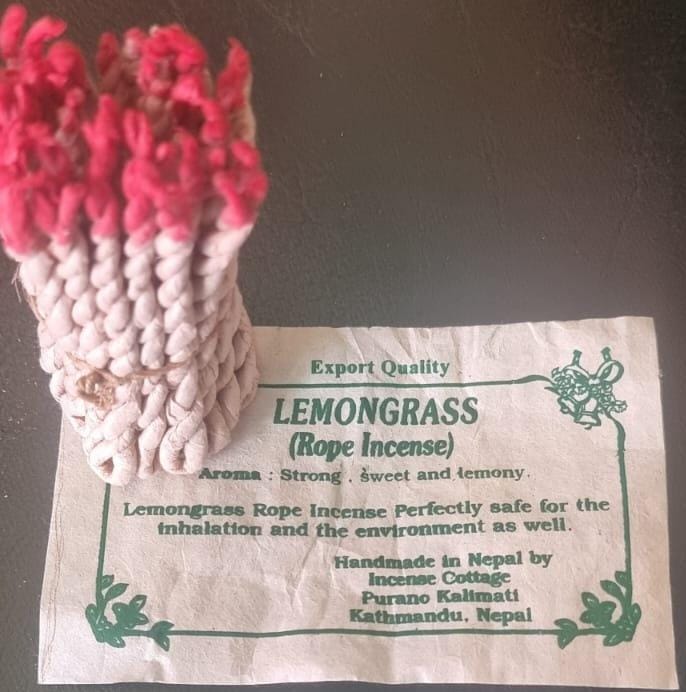 Export Quality
LEMONGRASS
(Rope Incense)
Aroma : Strong , sweet and lemony.
Lemongrass Rope Incense Perfectly safe for the
inhalation and the environment as well.
Handmade in Nepal by
Incense Cottage
Purano Kalimati
Kathmandu, Nepal